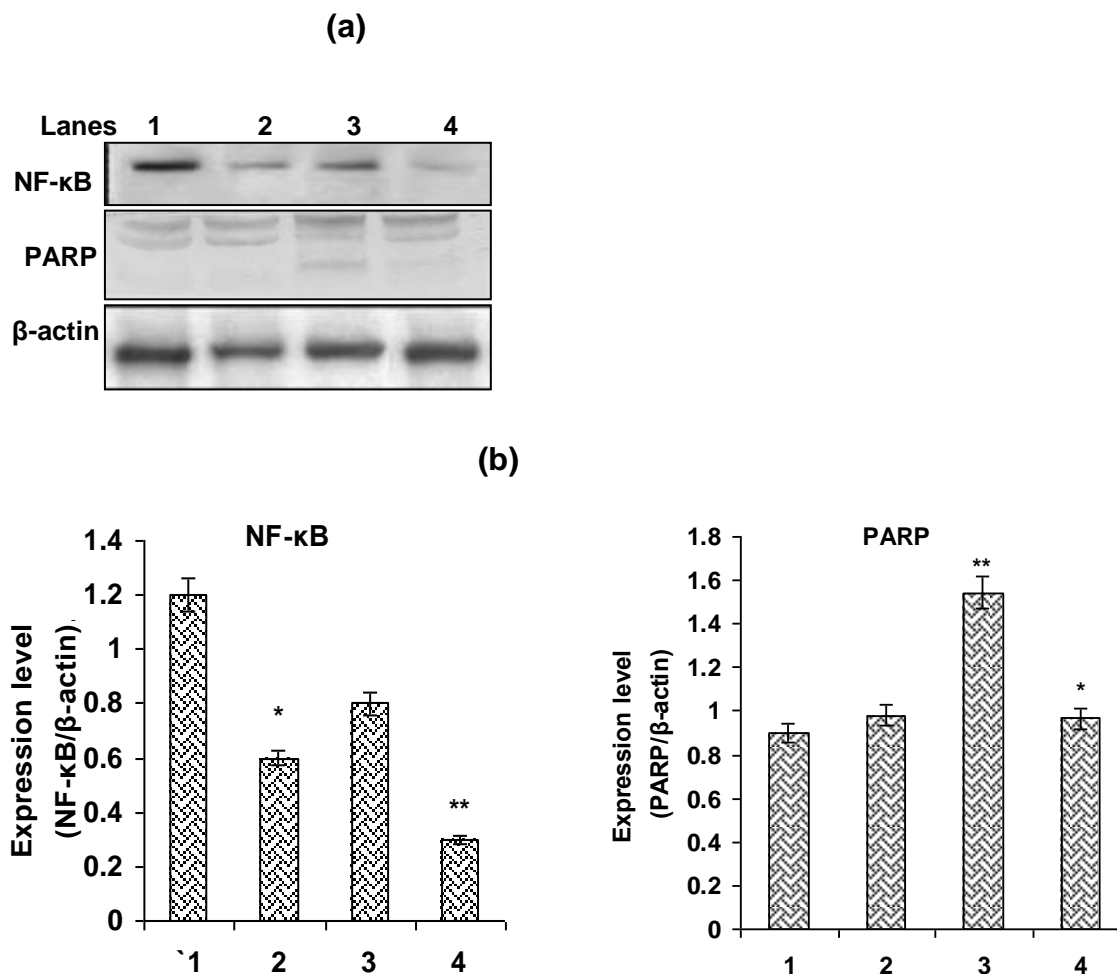 (a)
Lanes 1 2 3 4
NF-κB
PARP
β-actin
(b)
NF-κB
Expression level
(NF-κB/β-actin).
1.4
1.2
1
0.8
0.6
0.4
0.2
0
*
**
`1 2 3 4
PARP
Expression level
(PARP/β-actin)
1.8
1.6
1.4
1.2
1
0.8
0.6
0.4
0.2
0
**
*
1 2 3 4